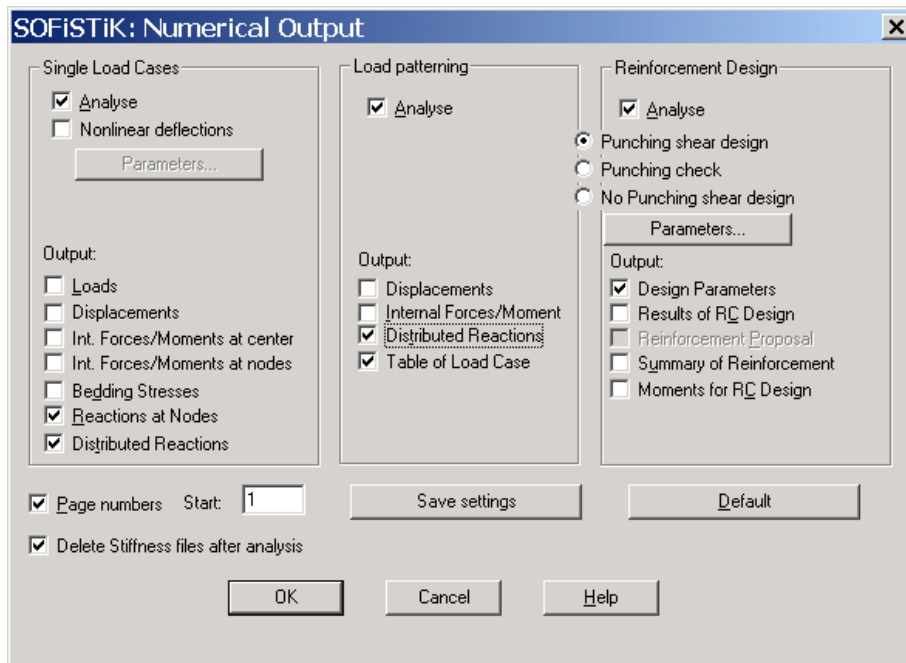 SOFiSTiK: Numerical Output
Single Load Cases
Analyse
Nonlinear deflections
Parameters...
Output:
Loads
Displacements
Int. Forces/Moments at center
Int. Forces/Moments at nodes
Bedding Stresses
Reactions at Nodes
Distributed Reactions
Load patterning
Analyse
Output:
Displacements
Internal Forces/Moment
Distributed Reactions
Table of Load Case
Reinforcement Design
Analyse
Punching shear design
Punching check
No Punching shear design
Parameters...
Output:
Design Parameters
Results of RC Design
Reinforcement Proposal
Summary of Reinforcement
Moments for RC Design
Page numbers Start: 1
Save settings
Default
Delete Stiffness files after analysis
OK Cancel Help